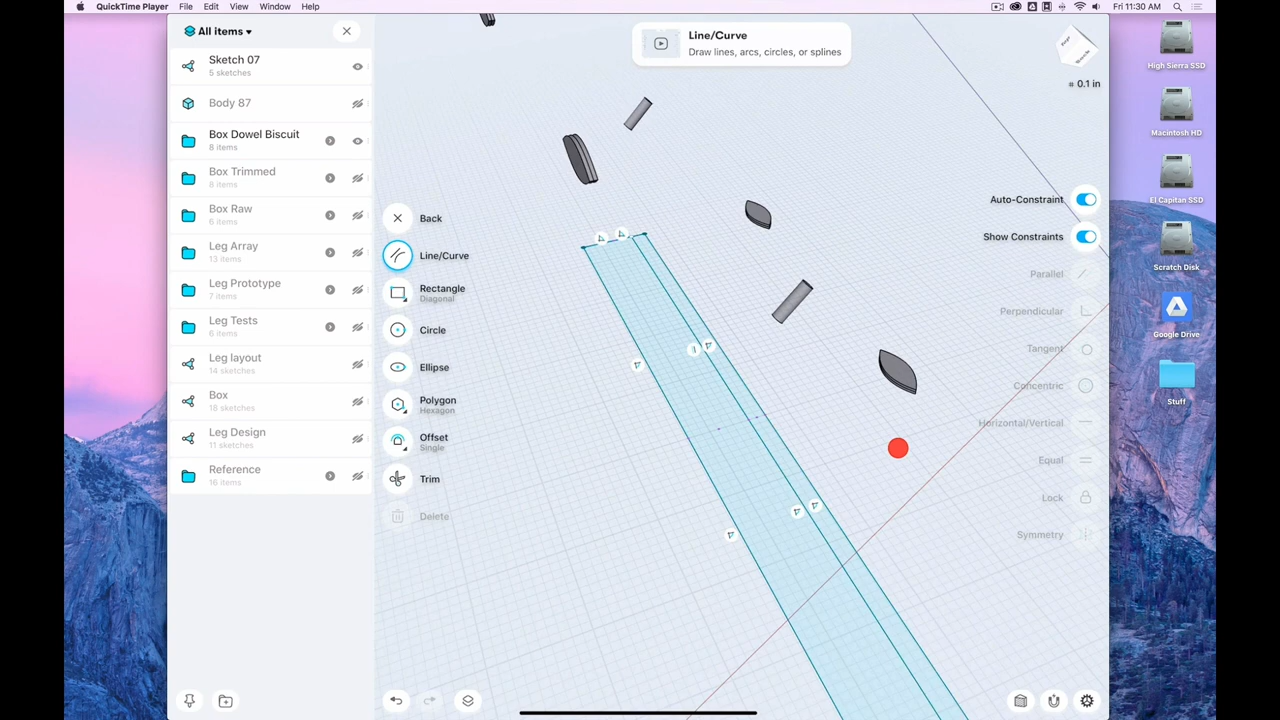 QuickTime Player File Edit View Window Help
Fri 11:30 AM
All items
Sketch 07
5 sketches
Body 87
Box Dowel Biscuit
8 items
Box Trimmed
8 items
Box Raw
6 items
Leg Array
13 items
Leg Prototype
7 items
Leg Tests
6 items
Leg layout
14 sketches
Box
18 sketches
Leg Design
11 sketches
Reference
16 items
Back
Line/Curve
Rectangle
Diagonal
Circle
Ellipse
Polygon
Hexagon
Offset
Single
Trim
Delete
Line/Curve
Draw lines, arcs, circles, or splines
0.1 in
Auto-Constraint
Show Constraints
Parallel
Perpendicular
Tangent
Concentric
Horizontal/Vertical
Equal
Lock
Symmetry
High Sierra SSD
Macintosh HD
El Capitan SSD
Scratch Disk
Google Drive
Stuff